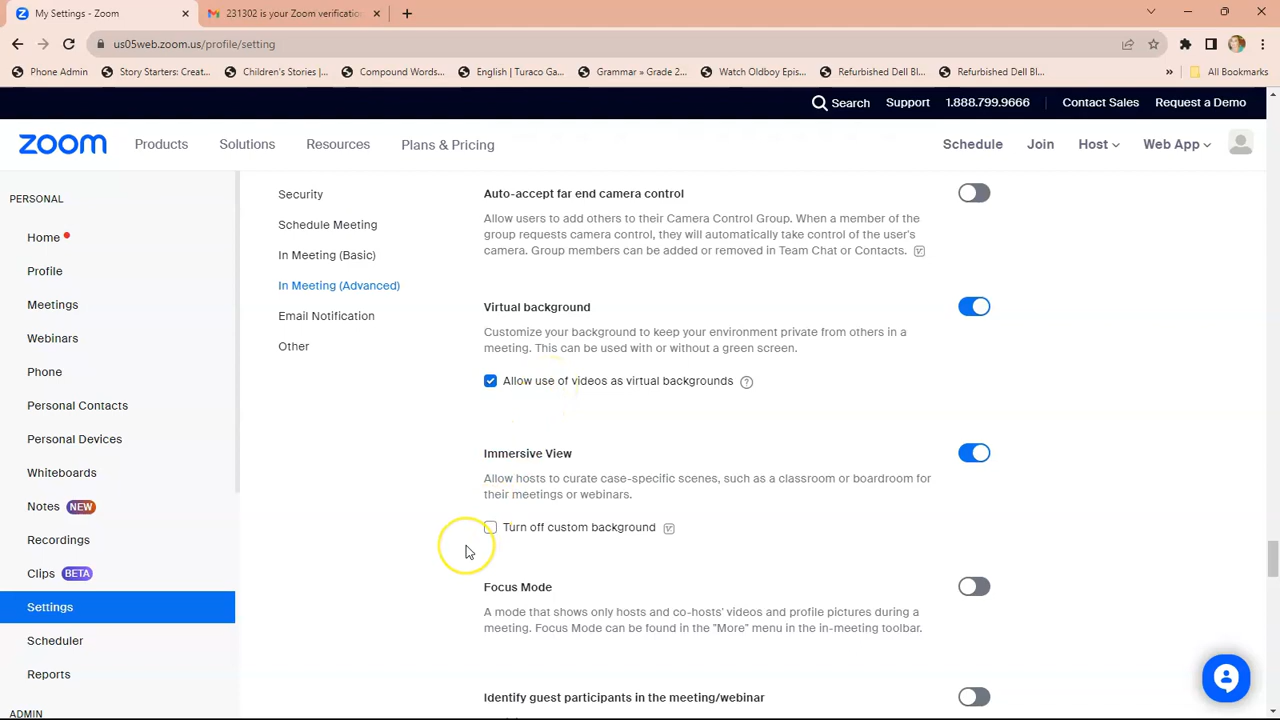 My Settings - Zoom
231302 is your Zoom verificatio
us05web.zoom.us/profile/setting
Phone Admin
Story Starters: Creat...
Children's Stories |...
Compound Words...
English | Turaco Ga...
Grammar » Grade 2...
Watch Oldboy Epis...
Refurbished Dell Bl...
Refurbished Dell Bl...
»
All Bookmarks
Search
Support
1.888.799.9666
Contact Sales
Request a Demo
zoom
Products
Solutions
Resources
Plans & Pricing
Schedule
Join
Host
Web App
PERSONAL
Home
Profile
Meetings
Webinars
Phone
Personal Contacts
Personal Devices
Whiteboards
Notes NEW
Recordings
Clips BETA
Settings
Scheduler
Reports
ADMIN
Security
Schedule Meeting
In Meeting (Basic)
In Meeting (Advanced)
Email Notification
Other
Auto-accept far end camera control
Allow users to add others to their Camera Control Group. When a member of the
group requests camera control, they will automatically take control of the user's
camera. Group members can be added or removed in Team Chat or Contacts.
Virtual background
Customize your background to keep your environment private from others in a
meeting. This can be used with or without a green screen.
Allow use of videos as virtual backgrounds ?
Immersive View
Allow hosts to curate case-specific scenes, such as a classroom or boardroom for
their meetings or webinars.
Turn off custom background
Focus Mode
A mode that shows only hosts and co-hosts' videos and profile pictures during a
meeting. Focus Mode can be found in the "More" menu in the in-meeting toolbar.
Identify guest participants in the meeting/webinar